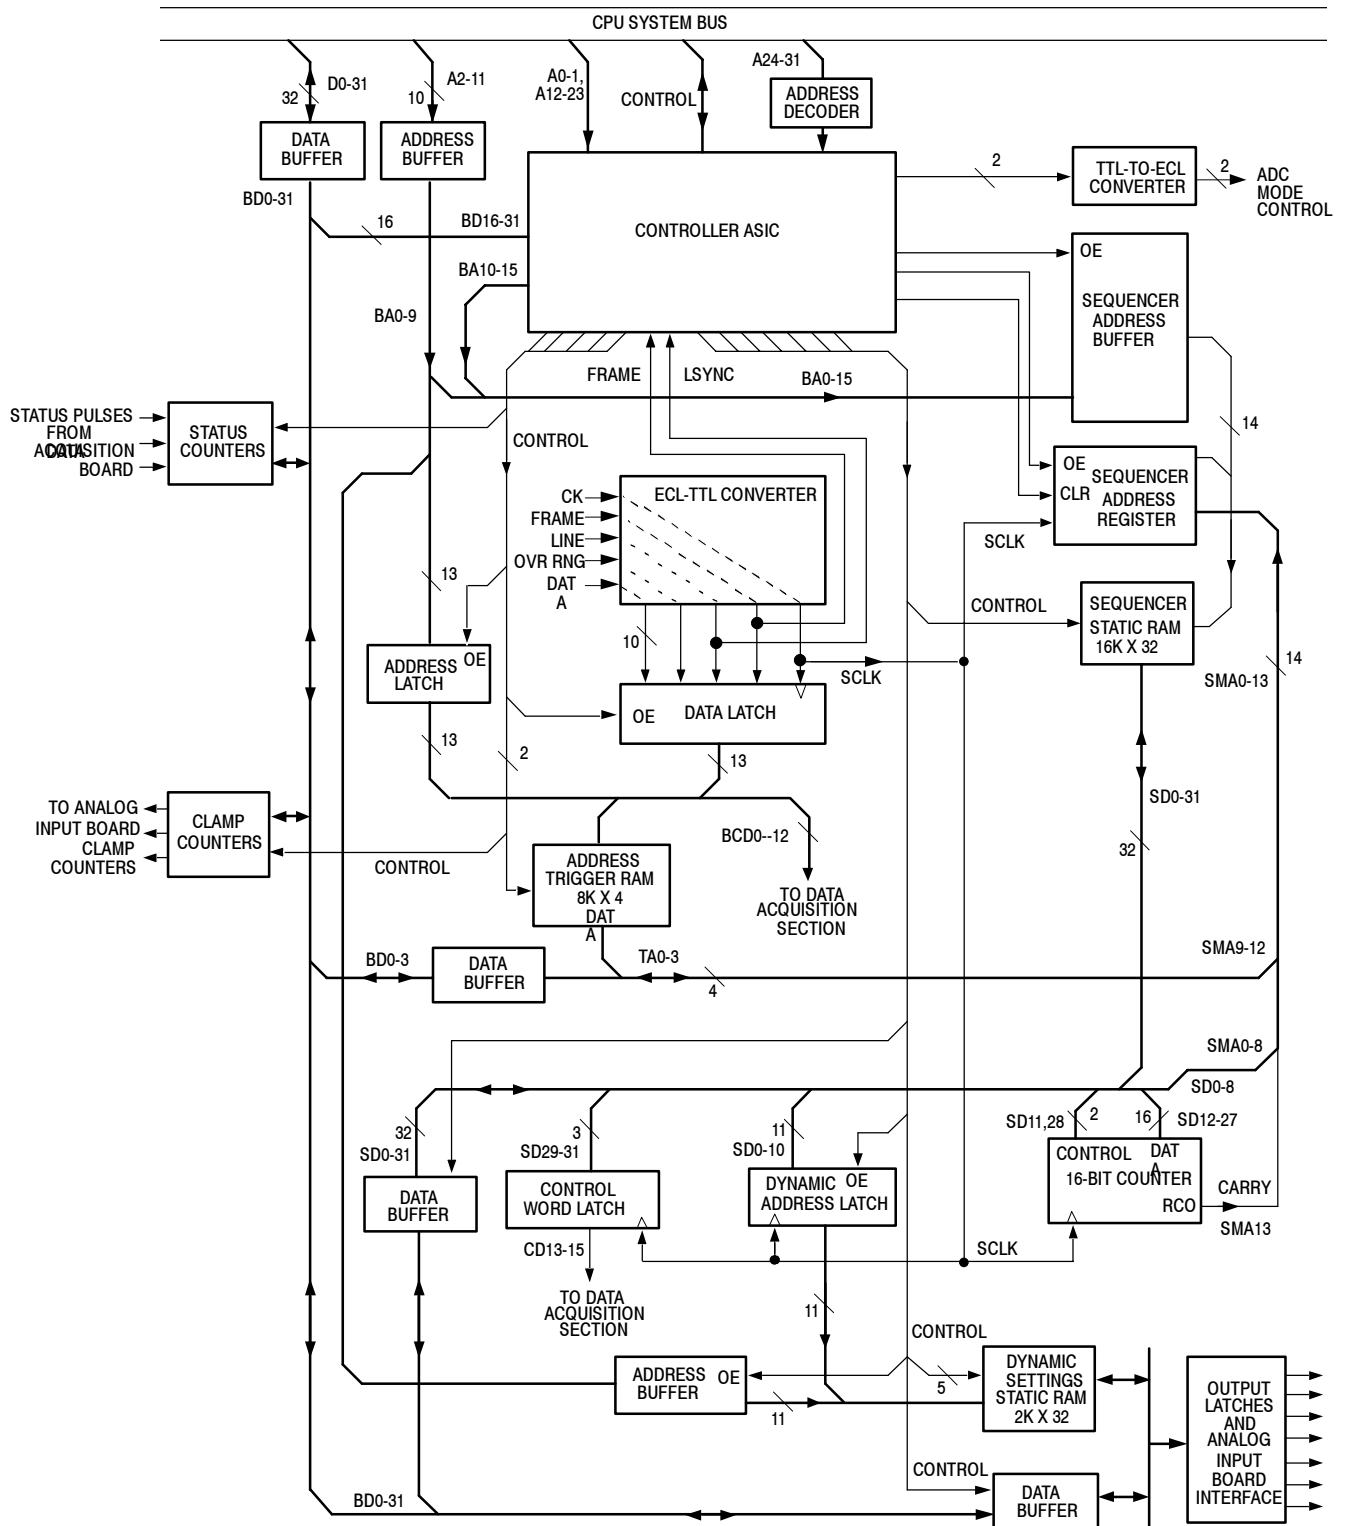 CPU SYSTEM BUS
D0-31
32
A2-11
10
A0-1,
A12-23
CONTROL
A24-31
ADDRESS
DECODER
DATA
BUFFER
ADDRESS
BUFFER
BD0-31
16
BD16-31
BA10-15
BA0-9
CONTROLLER ASIC
2
TTL-TO-ECL
CONVERTER
2
ADC
MODE
CONTROL
OE
SEQUENCER
ADDRESS
BUFFER
FRAME
LSYNC
BA0-15
14
STATUS PULSES
FROM
DATA
ACQUISITION
BOARD
STATUS
COUNTERS
CONTROL
OE
CLR
SEQUENCER
ADDRESS
REGISTER
ECL-TTL CONVERTER
CK
FRAME
LINE
OVR RNG
DAT
A
SCLK
13
10
CONTROL
SEQUENCER
STATIC RAM
16K X 32
ADDRESS
LATCH
OE
SCLK
SMA0-13
14
OE
DATA LATCH
13
2
13
SD0-31
32
TO ANALOG
INPUT BOARD
CLAMP
COUNTERS
CLAMP
COUNTERS
CONTROL
BCD0--12
ADDRESS
TRIGGER RAM
8K X 4
DAT
A
TO DATA
ACQUISITION
SECTION
BD0-3
DATA
BUFFER
TA0-3
4
SMA9-12
SMA0-8
SD0-8
32
SD0-31
3
SD29-31
11
SD0-10
SD11,28
2
16
SD12-27
CONTROL
DAT
A
16-BIT COUNTER
RCO
CARRY
SMA13
DATA
BUFFER
CONTROL
WORD LATCH
DYNAMIC
OE
ADDRESS LATCH
CD13-15
SCLK
TO DATA
ACQUISITION
SECTION
11
CONTROL
ADDRESS
BUFFER
OE
5
11
DYNAMIC
SETTINGS
STATIC RAM
2K X 32
OUTPUT
LATCHES
AND
ANALOG
INPUT
BOARD
INTERFACE
CONTROL
DATA
BUFFER
BD0-31